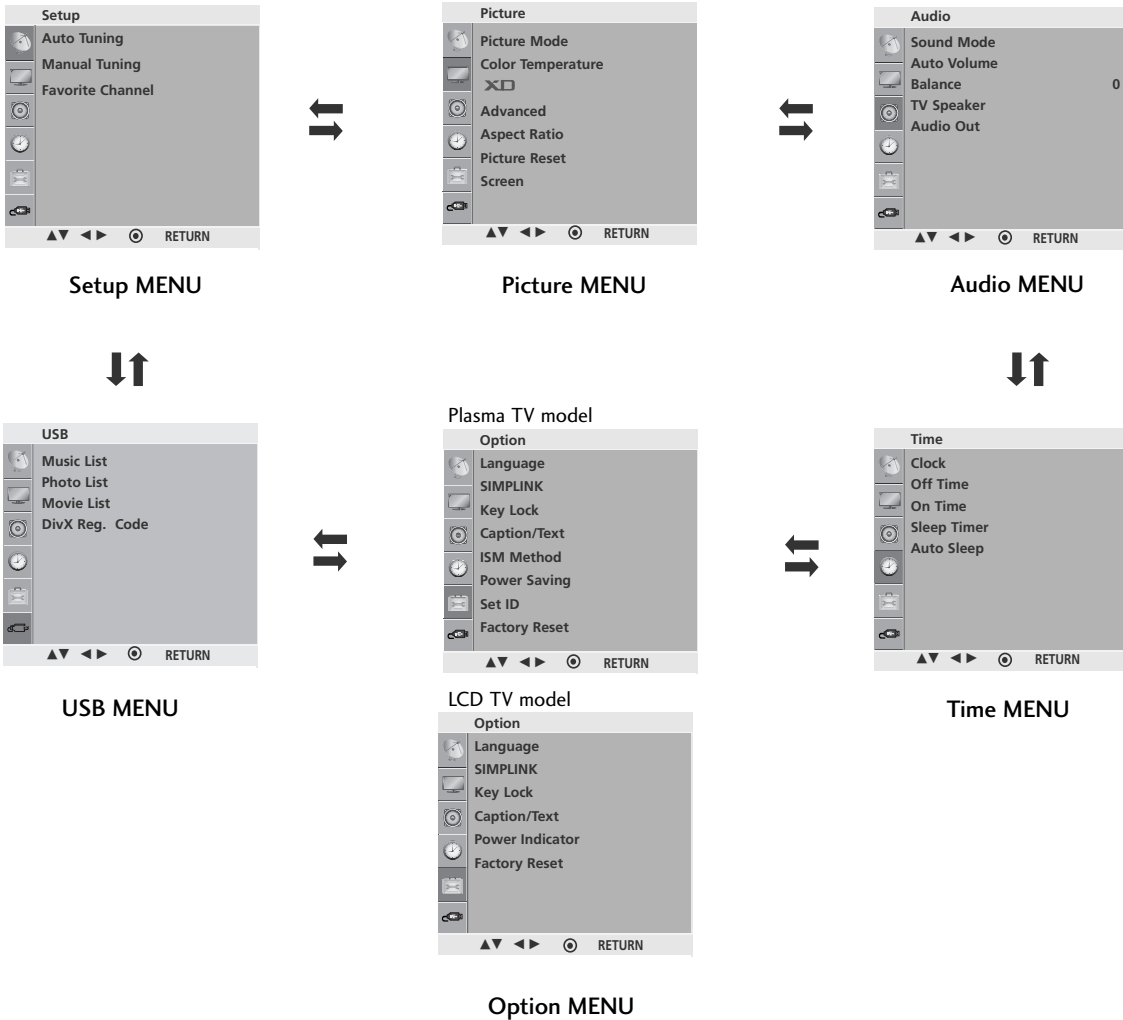 Setup
Auto Tuning
Manual Tuning
Favorite Channel
RETURN
Setup MENU
Picture
Picture Mode
Color Temperature
XD
Advanced
Aspect Ratio
Picture Reset
Screen
RETURN
Picture MENU
Audio
Sound Mode
Auto Volume
Balance 0
TV Speaker
Audio Out
RETURN
Audio MENU
USB
Music List
Photo List
Movie List
DivX Reg. Code
RETURN
USB MENU
Plasma TV model
Option
Language
SIMPLINK
Key Lock
Caption/Text
ISM Method
Power Saving
Set ID
Factory Reset
RETURN
LCD TV model
Option
Language
SIMPLINK
Key Lock
Caption/Text
Power Indicator
Factory Reset
RETURN
Option MENU
Time
Clock
Off Time
On Time
Sleep Timer
Auto Sleep
RETURN
Time MENU